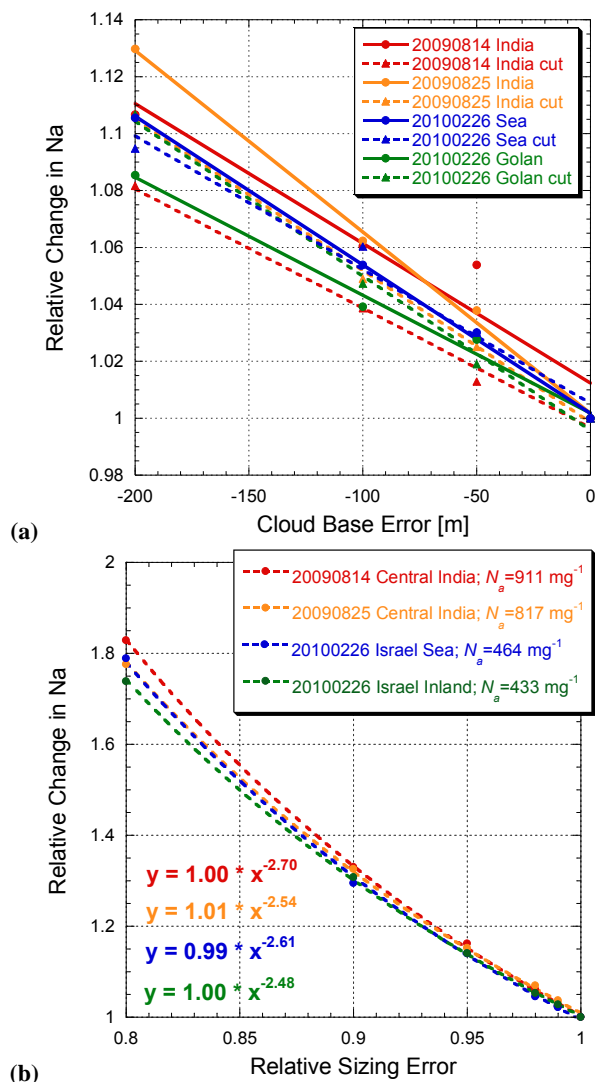 1.14
1.12
1.1
1.08
1.06
1.04
1.02
1
0.98
Relative Change in Na
20090814 India
20090814 India cut
20090825 India
20090825 India cut
20100226 Sea
20100226 Sea cut
20100226 Golan
20100226 Golan cut
-200 -150 -100 -50 0
Cloud Base Error [m]
(a)
2
1.8
1.6
1.4
1.2
1
Relative Change in Na
20090814 Central India; Na=911 mg-1
20090825 Central India; Na=817 mg-1
20100226 Israel Sea; Na=464 mg-1
20100226 Israel Inland; Na=433 mg-1
y = 1.00 * x-2.70
y = 1.01 * x-2.54
y = 0.99 * x-2.61
y = 1.00 * x-2.48
0.8 0.85 0.9 0.95 1
Relative Sizing Error
(b)